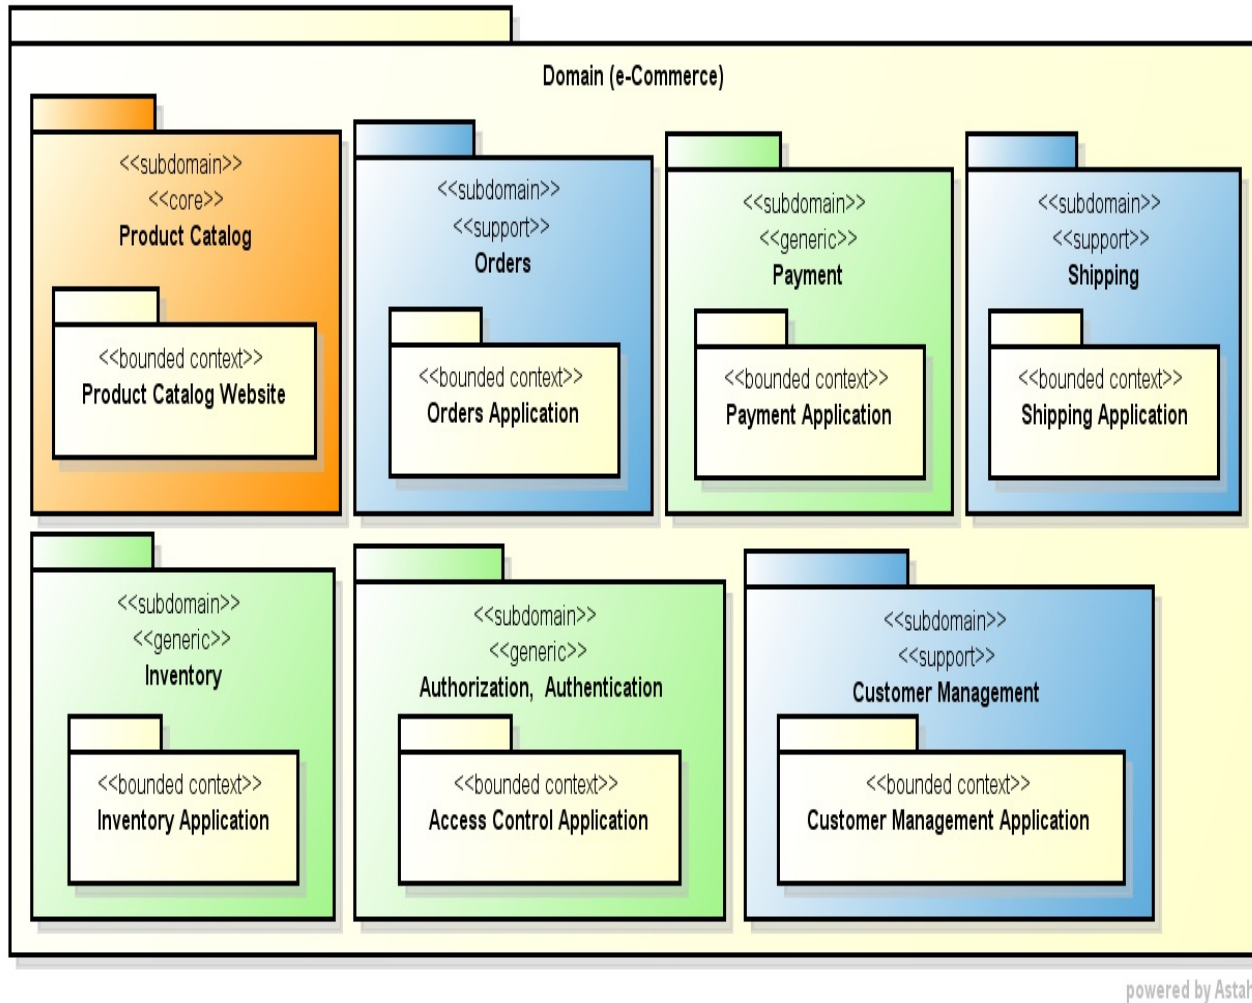 Domain (e-Commerce)
<<subdomain>>
<<core>>
Product Catalog
<<bounded context>>
Product Catalog Website
<<subdomain>>
<<support>>
Orders
<<bounded context>>
Orders Application
<<subdomain>>
<<generic>>
Payment
<<bounded context>>
Payment Application
<<subdomain>>
<<support>>
Shipping
<<bounded context>>
Shipping Application
<<subdomain>>
<<generic>>
Inventory
<<bounded context>>
Inventory Application
<<subdomain>>
<<generic>>
Authorization, Authentication
<<bounded context>>
Access Control Application
<<subdomain>>
<<support>>
Customer Management
<<bounded context>>
Customer Management Application
powered by Astah